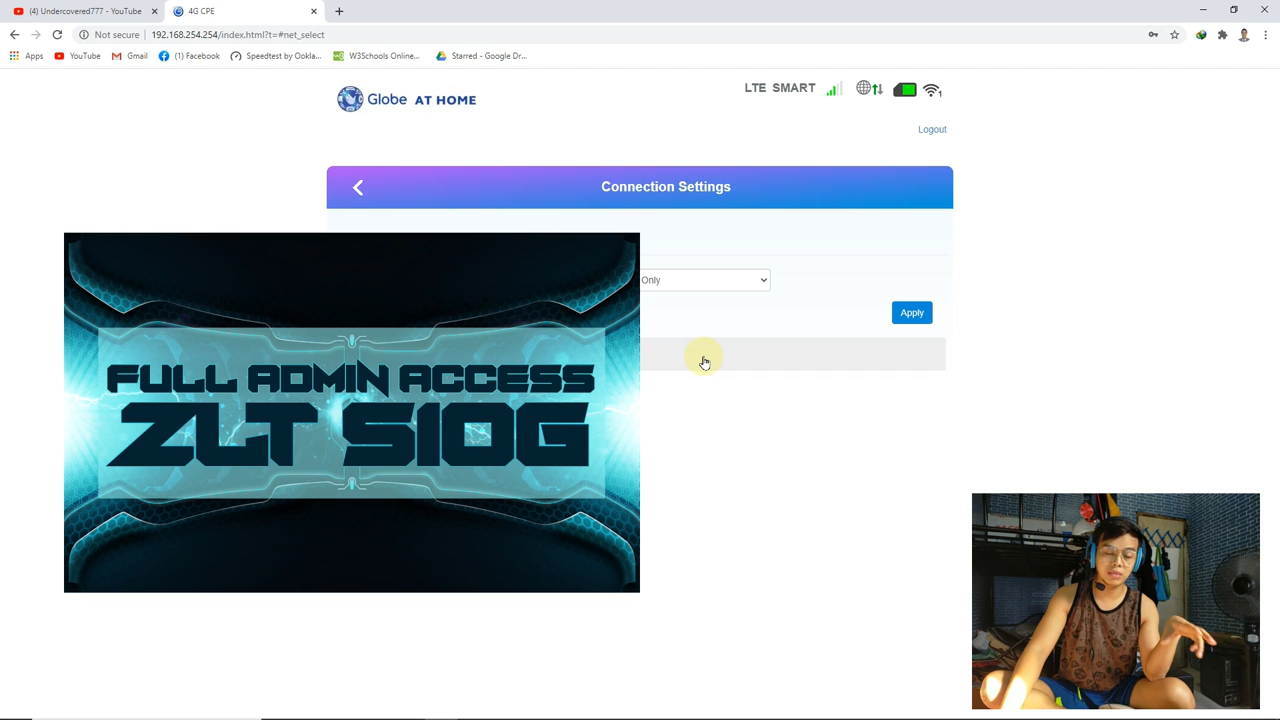 (4) Undercovered777 - YouTube
4G CPE
Not secure
192.168.254.254/index.html?t=#net_select
Apps
YouTube
Gmail
(1) Facebook
Speedtest by Ookla...
W3Schools Online...
Starred - Google Dr...
Globe AT HOME
LTE SMART
1
Logout
Connection Settings
Only
Apply
FULL ADMIN ACCESS
ZLT S10G